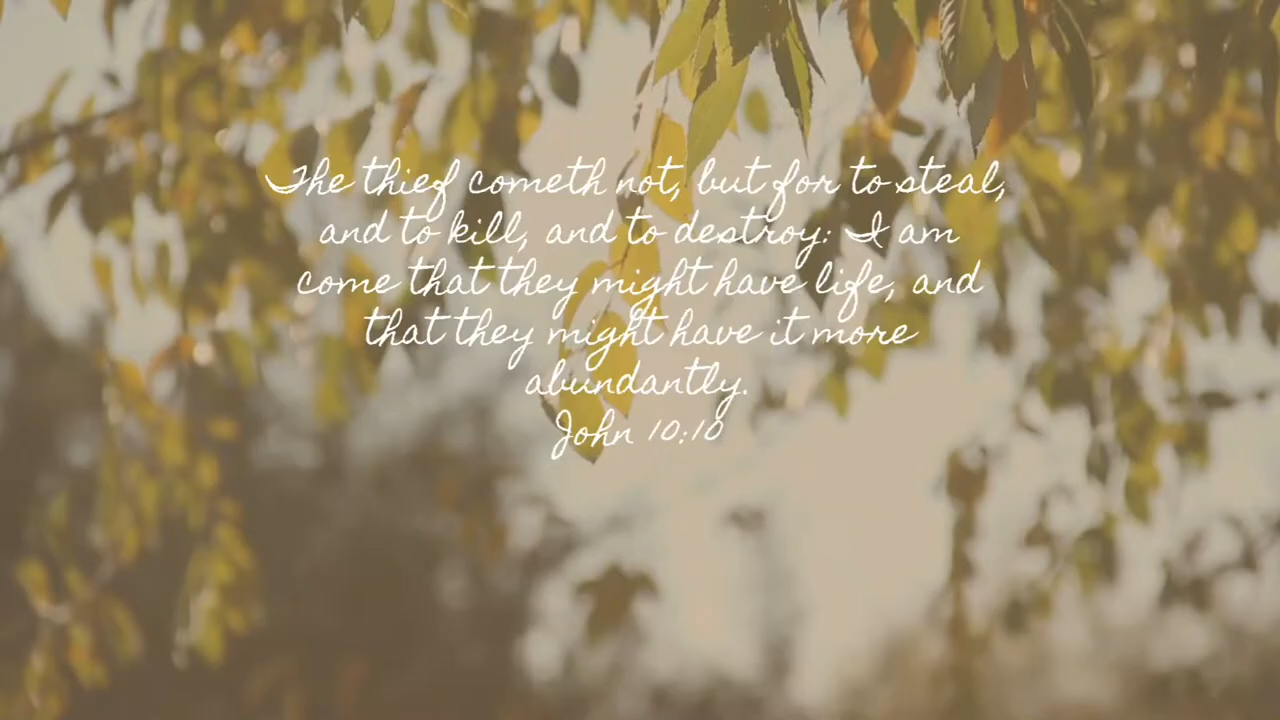 The thief cometh not, but for to steal,
and to kill, and to destroy: I am
come that they might have life, and
that they might have it more
abundantly.
John 10:10